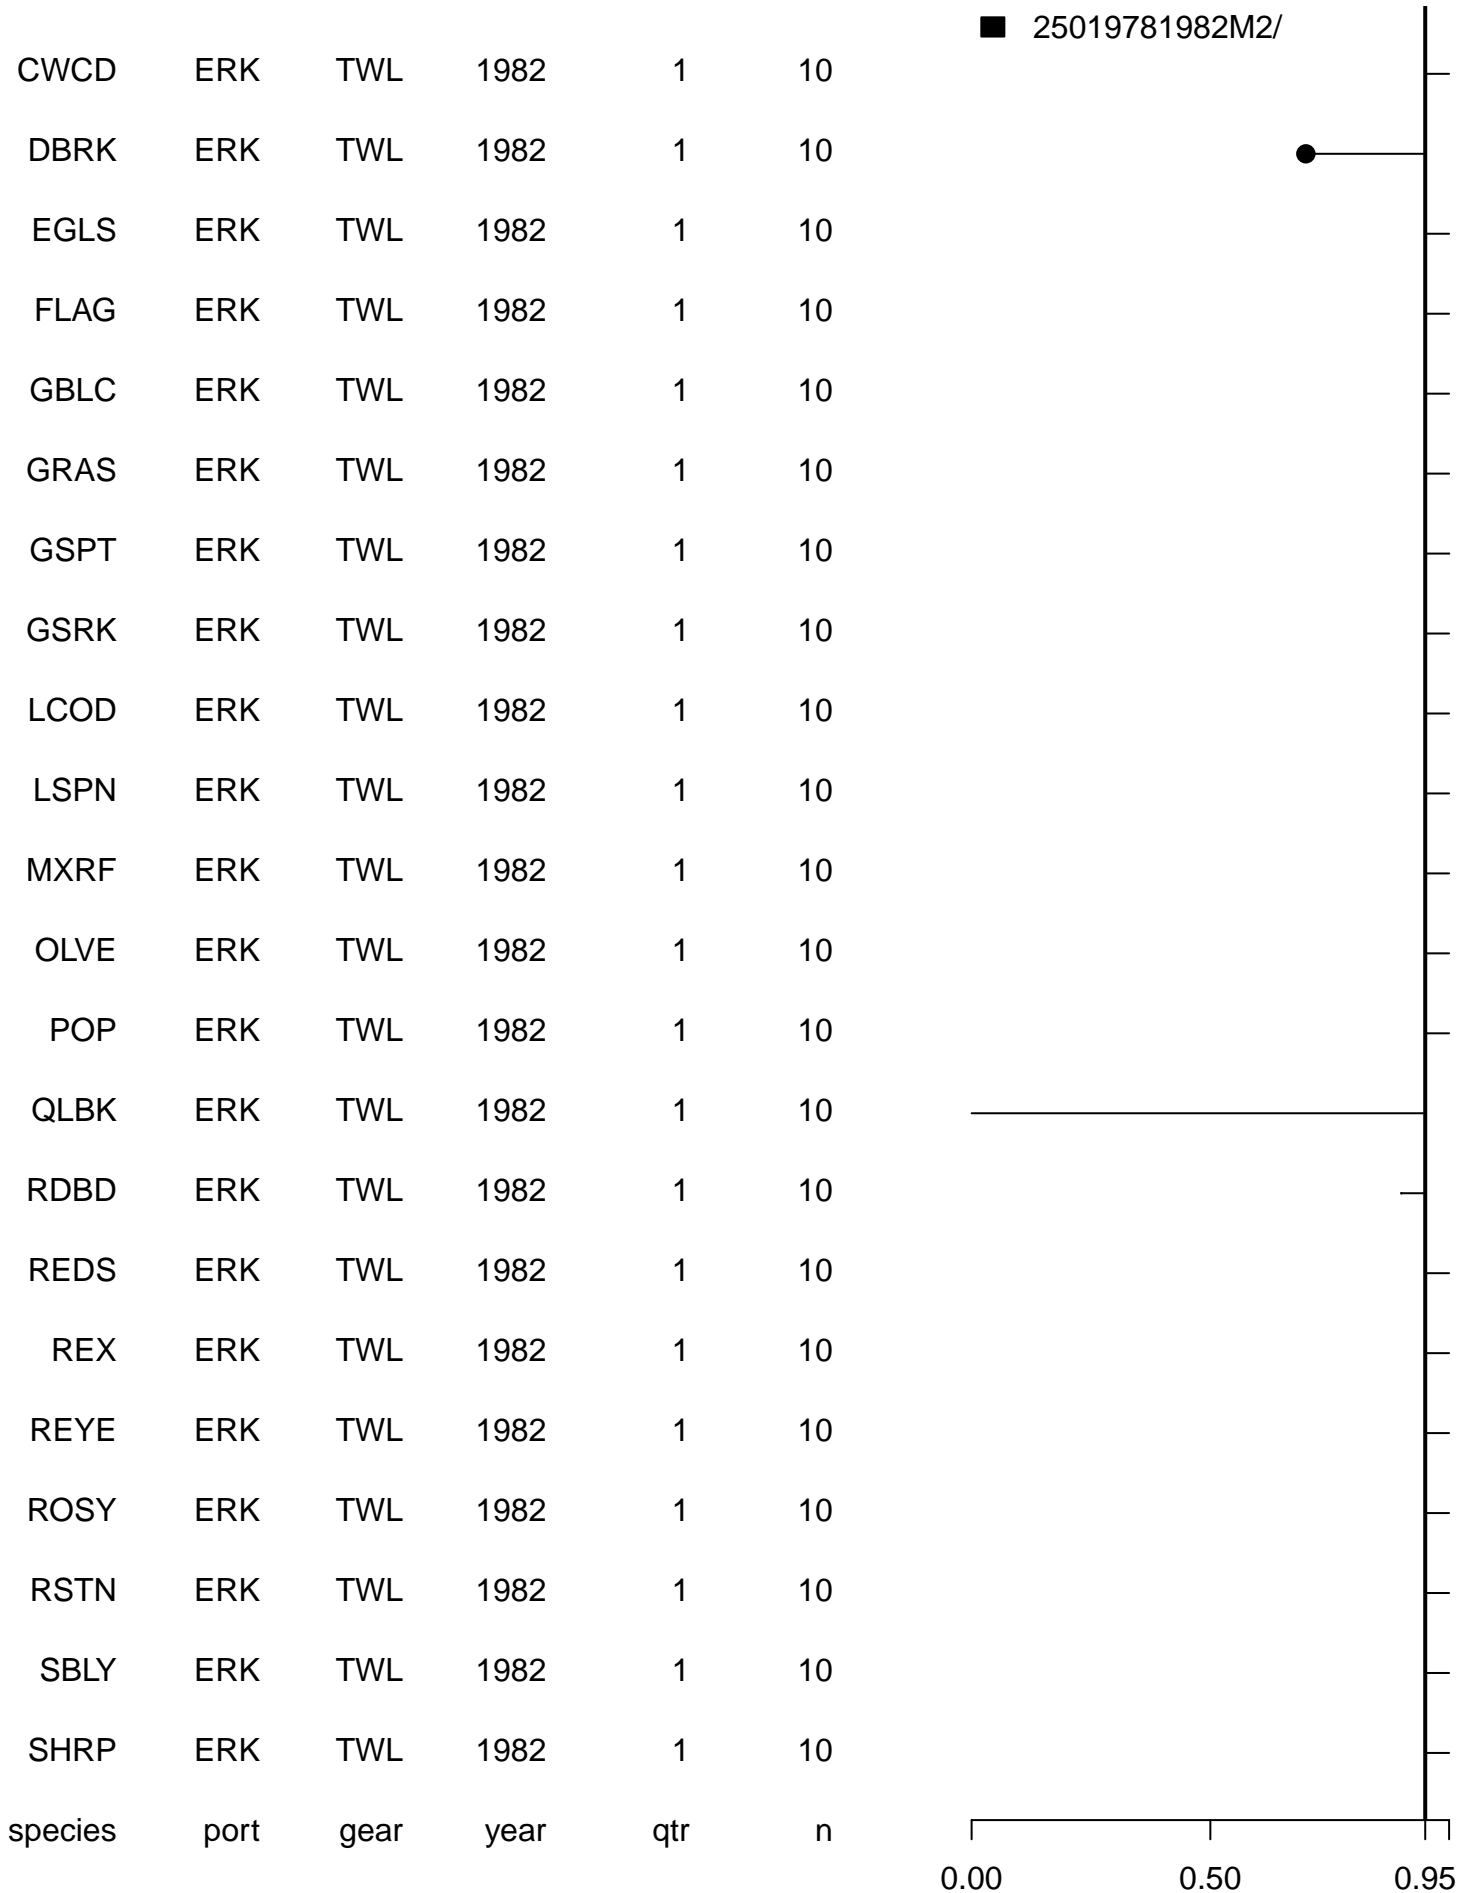 25019781982M2/
CWCD ERK TWL 1982 1 10
DBRK ERK TWL 1982 1 10
EGLS ERK TWL 1982 1 10
FLAG ERK TWL 1982 1 10
GBLC ERK TWL 1982 1 10
GRAS ERK TWL 1982 1 10
GSPT ERK TWL 1982 1 10
GSRK ERK TWL 1982 1 10
LCOD ERK TWL 1982 1 10
LSPN ERK TWL 1982 1 10
MXRF ERK TWL 1982 1 10
OLVE ERK TWL 1982 1 10
POP ERK TWL 1982 1 10
QLBK ERK TWL 1982 1 10
RDBD ERK TWL 1982 1 10
REDS ERK TWL 1982 1 10
REX ERK TWL 1982 1 10
REYE ERK TWL 1982 1 10
ROSY ERK TWL 1982 1 10
RSTN ERK TWL 1982 1 10
SBLY ERK TWL 1982 1 10
SHRP ERK TWL 1982 1 10
species port gear year qtr n
0.00 0.50 0.95